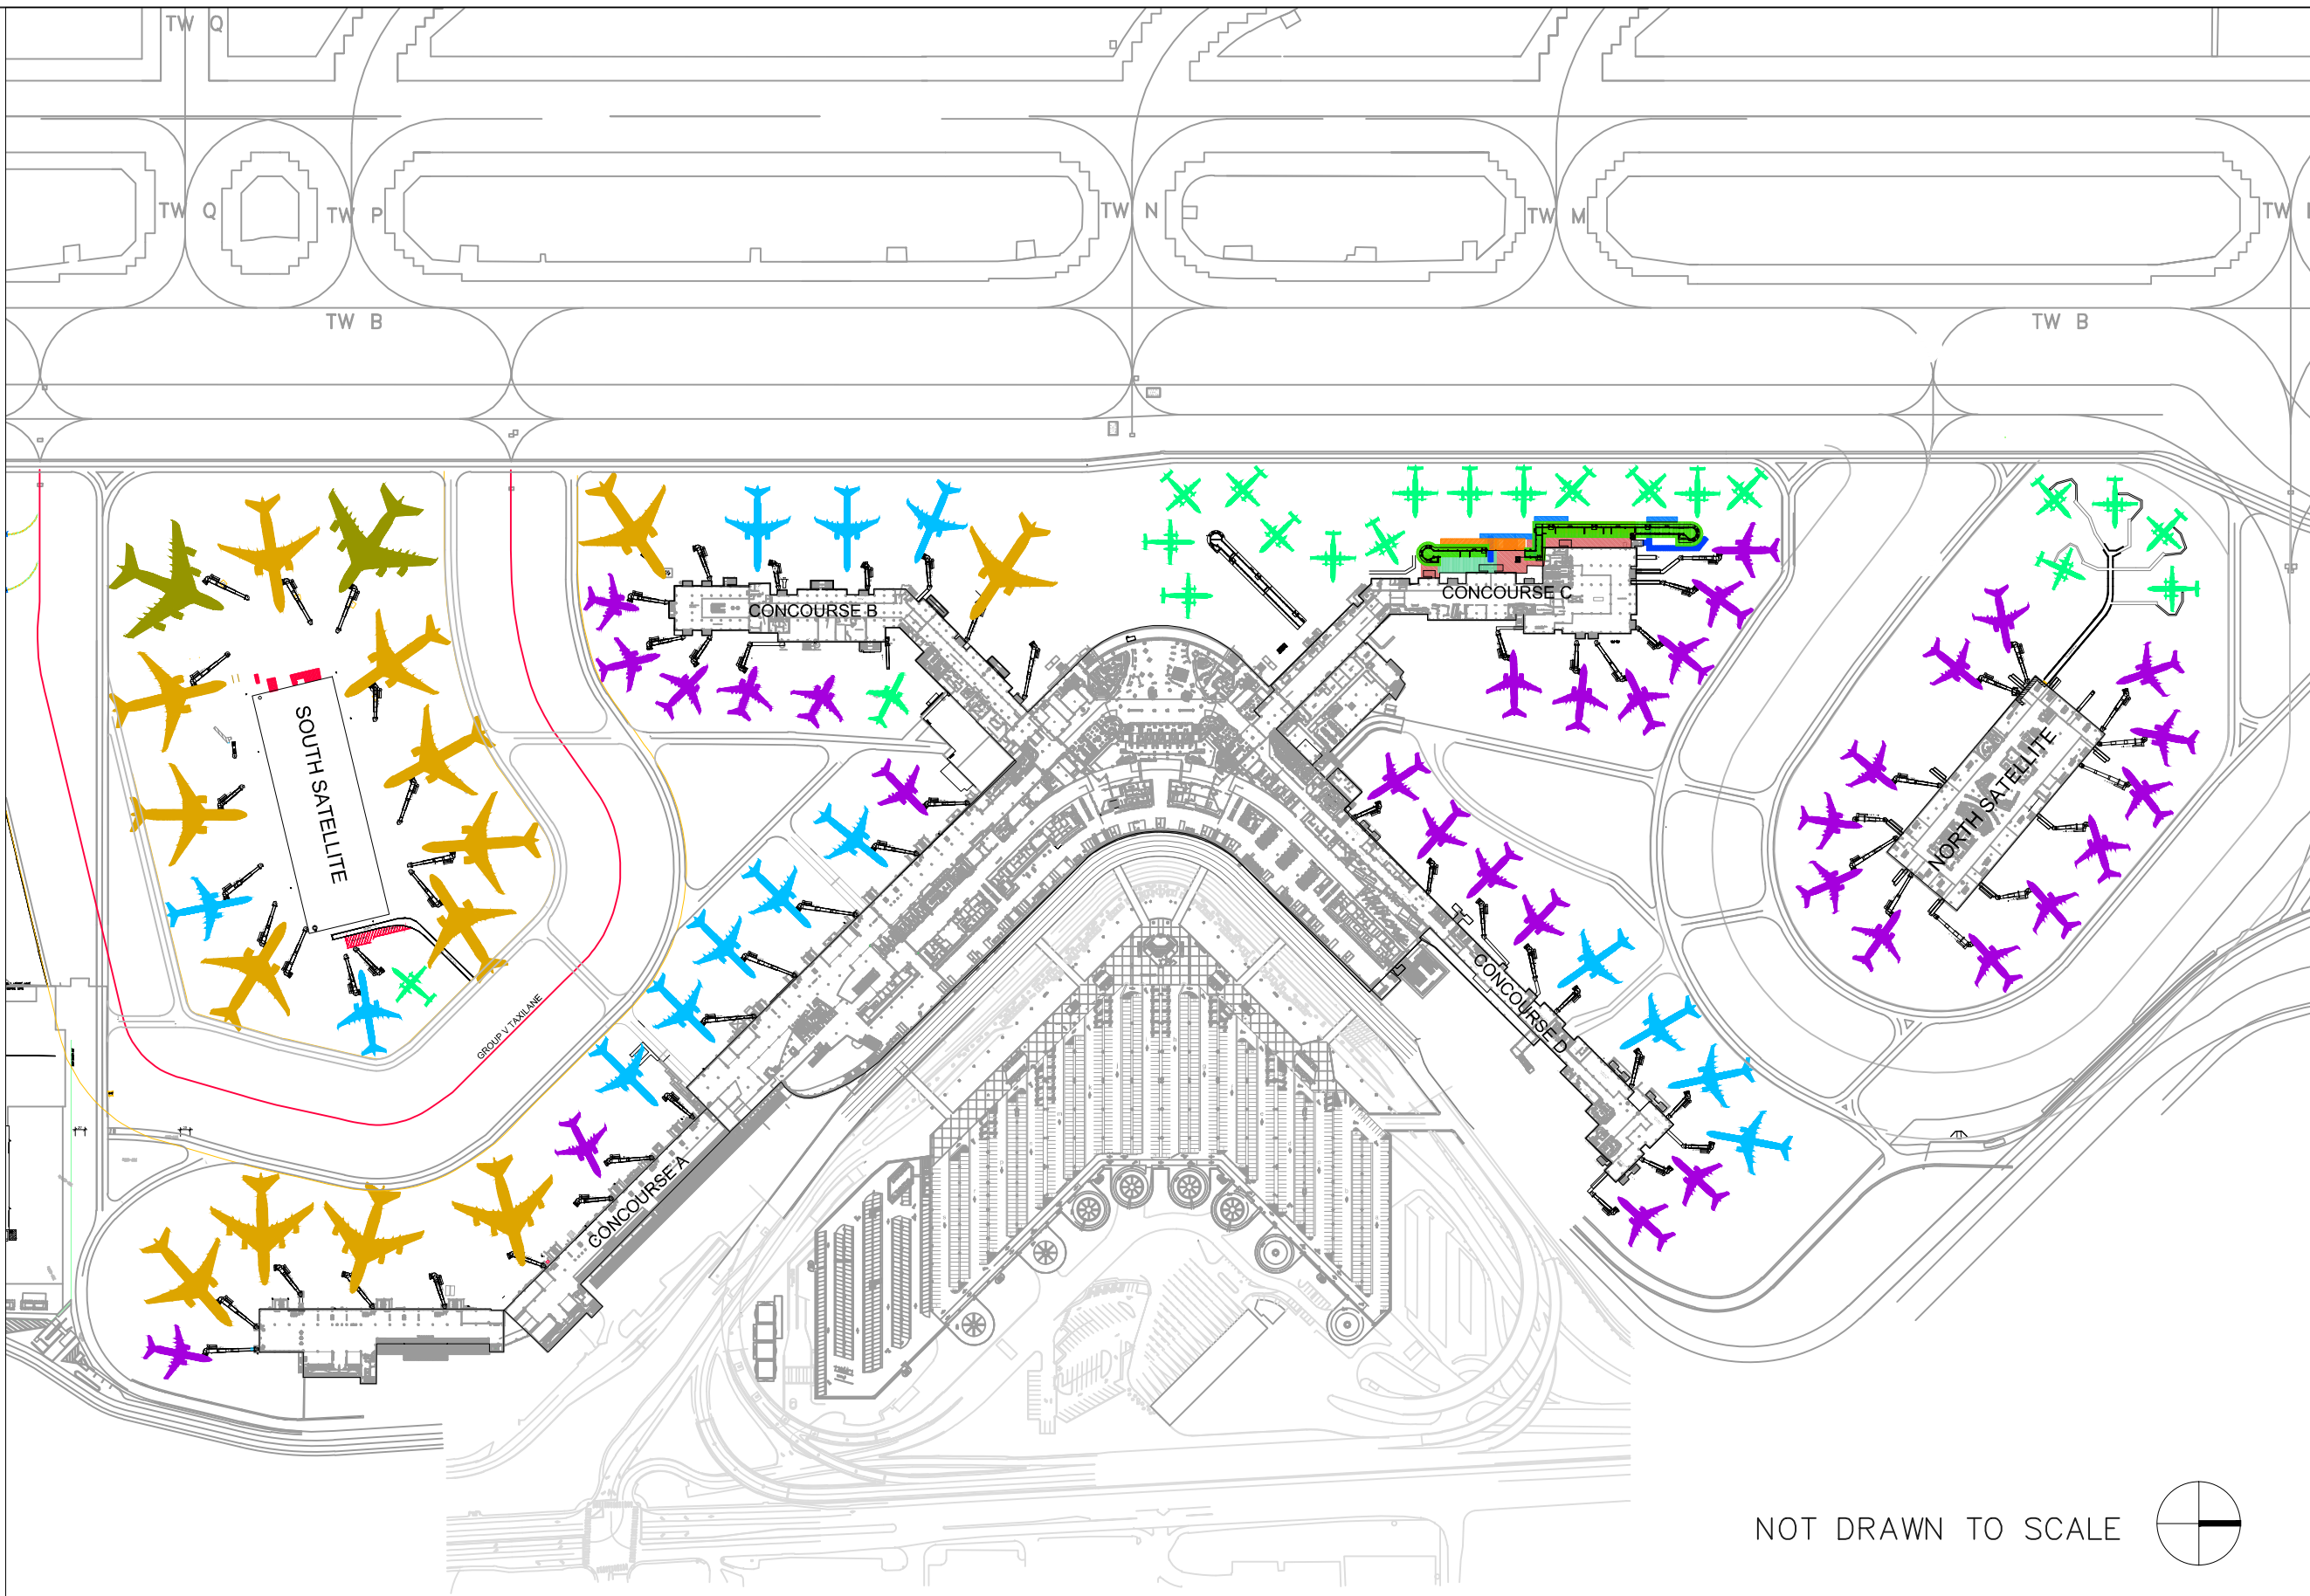 TW Q
TW Q
TW P
TW N
TW M
TW
TW B
TW B
CONCOURSE B
CONCOURSE C
SOUTH SATELLITE
NORTH SATELLITE
CONCOURSE D
GROUP V TAXILANE
CONCOURSE A
NOT DRAWN TO SCALE